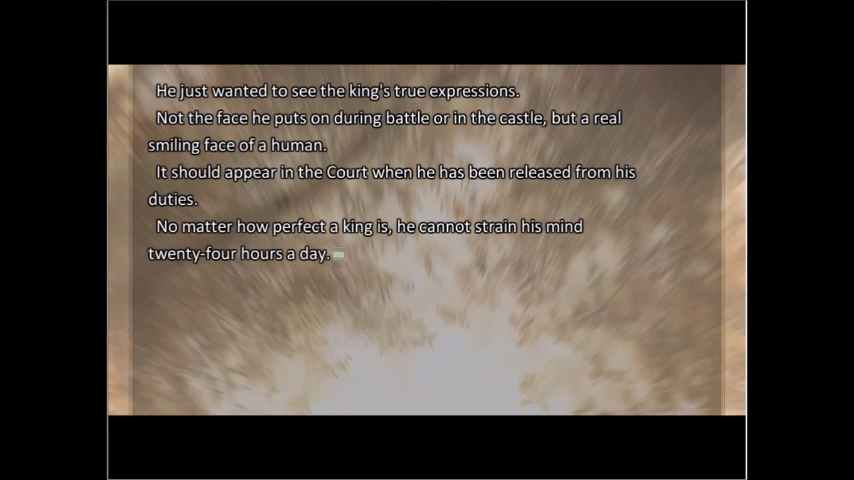 He just wanted to see the king's true expressions.
Not the face he puts on during battle or in the castle, but a real
smiling face of a human.
It should appear in the Court when he has been released from his
duties.
No matter how perfect a king is, he cannot strain his mind
twenty-four hours a day.